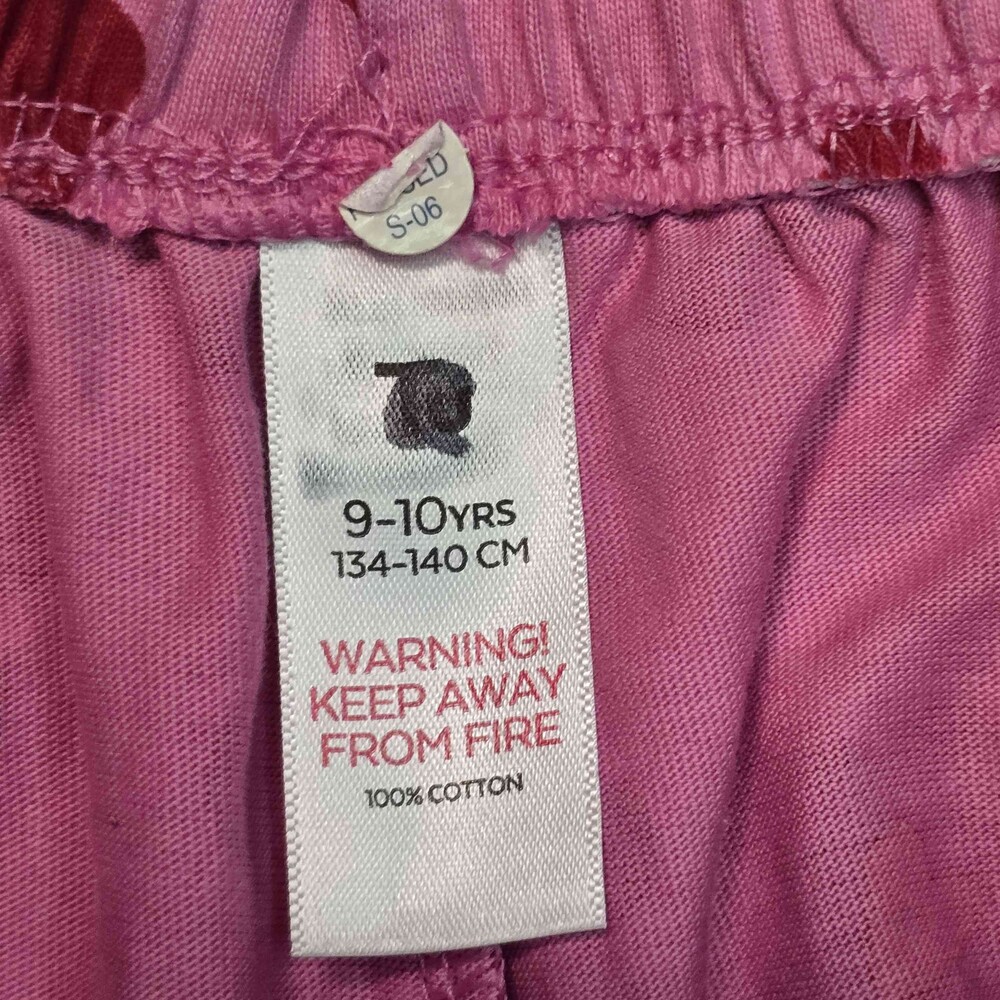 S-06
9-10YRS
134-140 CM
WARNING!
KEEP AWAY
FROM FIRE
100% COTTON